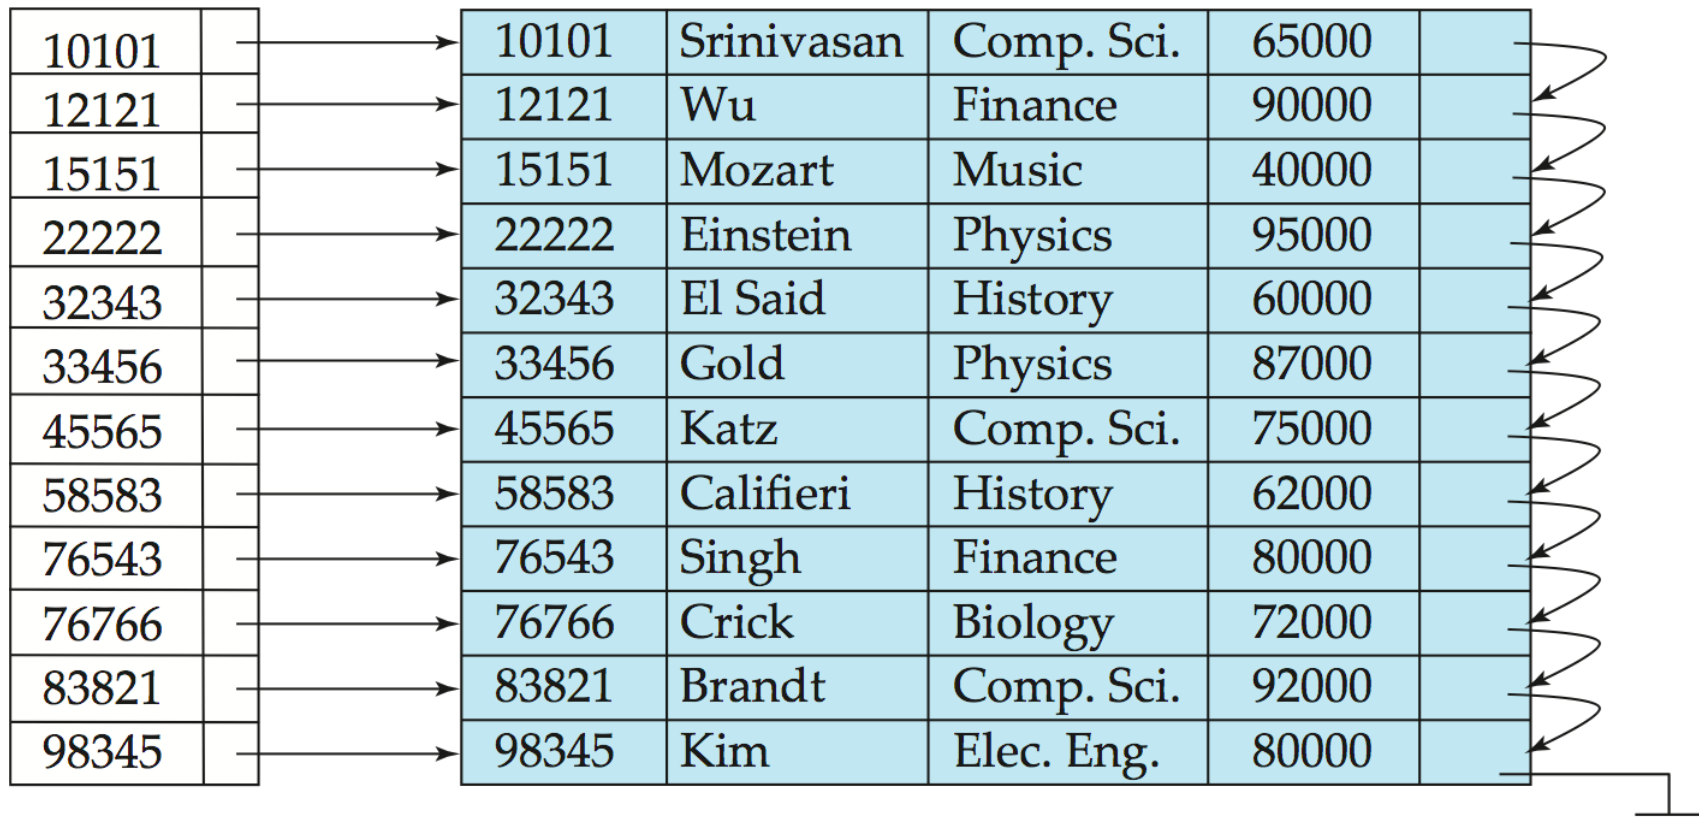 10101 10101 Srinivasan Comp. Sci. 65000
12121 12121 Wu Finance 90000
15151 15151 Mozart Music 40000
22222 22222 Einstein Physics 95000
32343 32343 El Said History 60000
33456 33456 Gold Physics 87000
45565 45565 Katz Comp. Sci. 75000
58583 58583 Califieri History 62000
76543 76543 Singh Finance 80000
76766 76766 Crick Biology 72000
83821 83821 Brandt Comp. Sci. 92000
98345 98345 Kim Elec. Eng. 80000